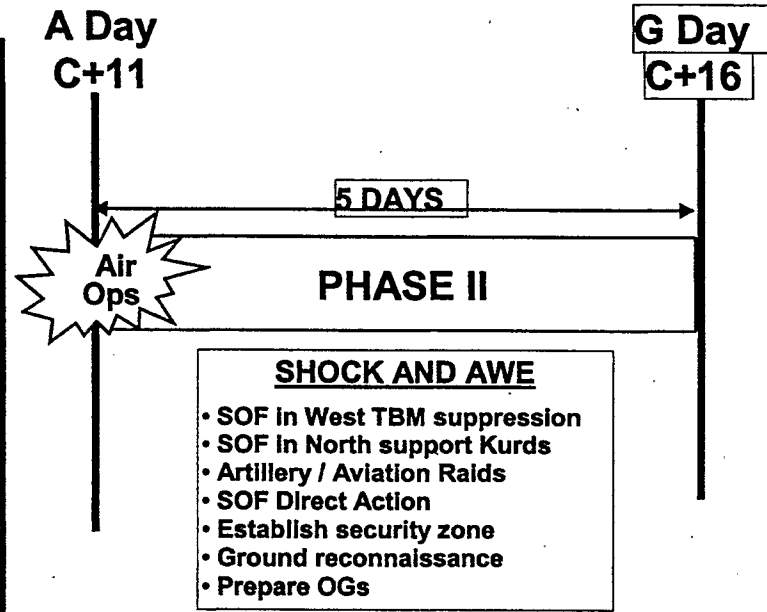 A Day
C+11
G Day
C+16
5 DAYS
Air
Ops
PHASE II
SHOCK AND AWE
• SOF in West TBM suppression
• SOF in North support Kurds
• Artillery / Aviation Raids
• SOF Direct Action
• Establish security zone
• Ground reconnaissance
• Prepare OGs